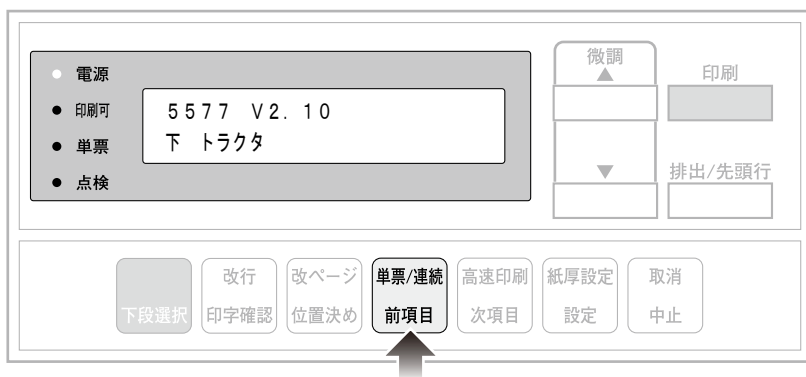 電源
印刷可
単票
点検
5577 V2.10
下 トラクタ
微調
印刷
排出/先頭行
下段選択
改行
印字確認
改ページ
位置決め
単票/連続
前項目
高速印刷
次項目
紙厚設定
設定
取消
中止